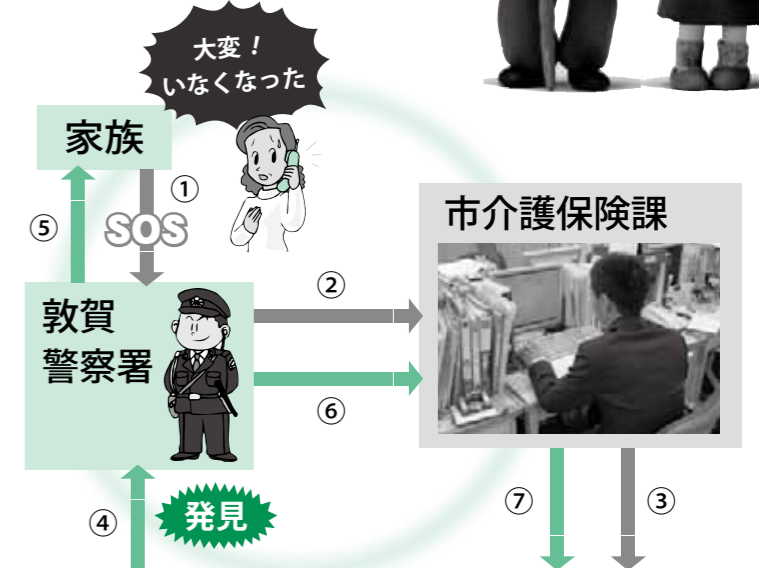 大変!
いなくなった
家族
①
⑤
SOS
市介護保険課
②
敦賀
警察署
⑥
⑦
③
④
発見